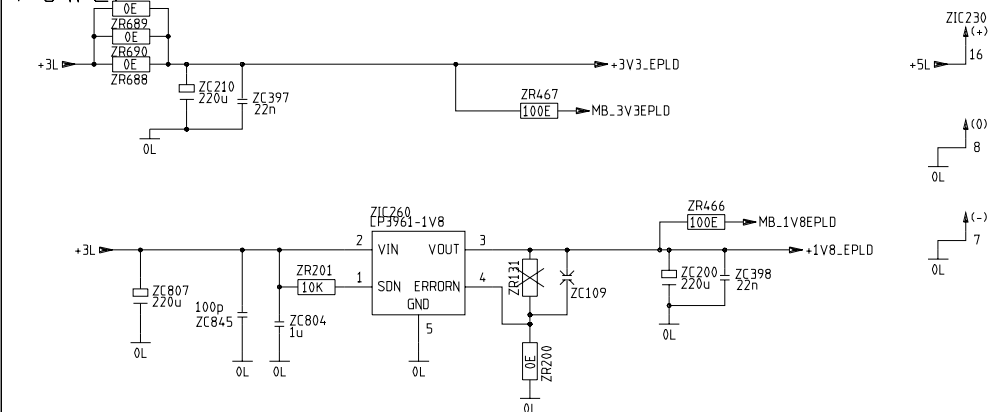 0E
ZR689
0E
ZR690
+3L
0E
+3V3_EPLD
ZR688
ZC210
220u
ZC397
22n
ZR467
100E
MB_3V3EPLD
0L
ZIC230
(+)
+5L
16
(0)
8
0L
(-)
7
0L
ZIC260
LP3961-1V8
ZR466
100E
MB_1V8EPLD
+3L
2
VIN
VOUT
3
+1V8_EPLD
ZR201
10K
1
SDN
ERRORN
4
GND
5
ZR131
ZC109
ZC200
220u
ZC398
22n
ZC807
220u
100p
ZC845
ZC804
1u
0E
ZR200
0L
0L
0L
0L
0L
0L